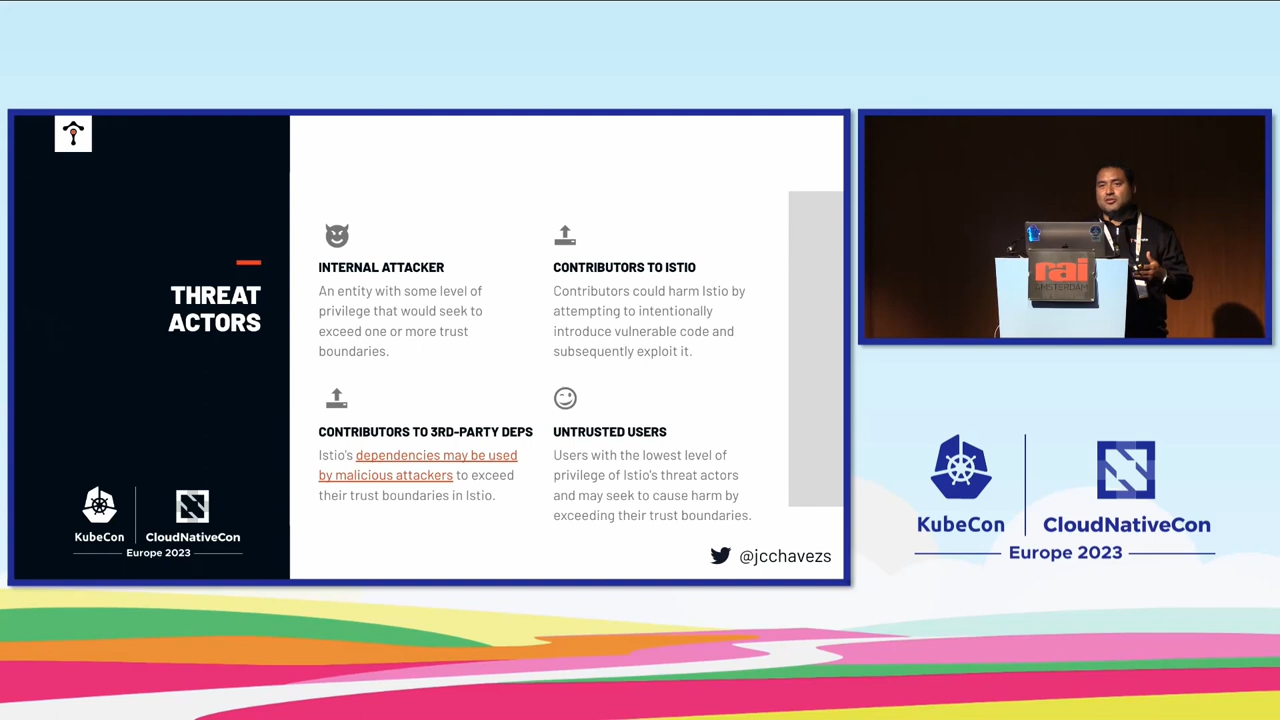 THREAT
ACTORS
INTERNAL ATTACKER
An entity with some level of
privilege that would seek to
exceed one or more trust
boundaries.
CONTRIBUTORS TO ISTIO
Contributors could harm Istio by
attempting to intentionally
introduce vulnerable code and
subsequently exploit it.
CONTRIBUTORS TO 3RD-PARTY DEPS
Istio's dependencies may be used
by malicious attackers to exceed
their trust boundaries in Istio.
UNTRUSTED USERS
Users with the lowest level of
privilege of Istio's threat actors
and may seek to cause harm by
exceeding their trust boundaries.
KubeCon CloudNativeCon
Europe 2023
@jcchavezs
rai
AMSTERDAM
KubeCon CloudNativeCon
Europe 2023